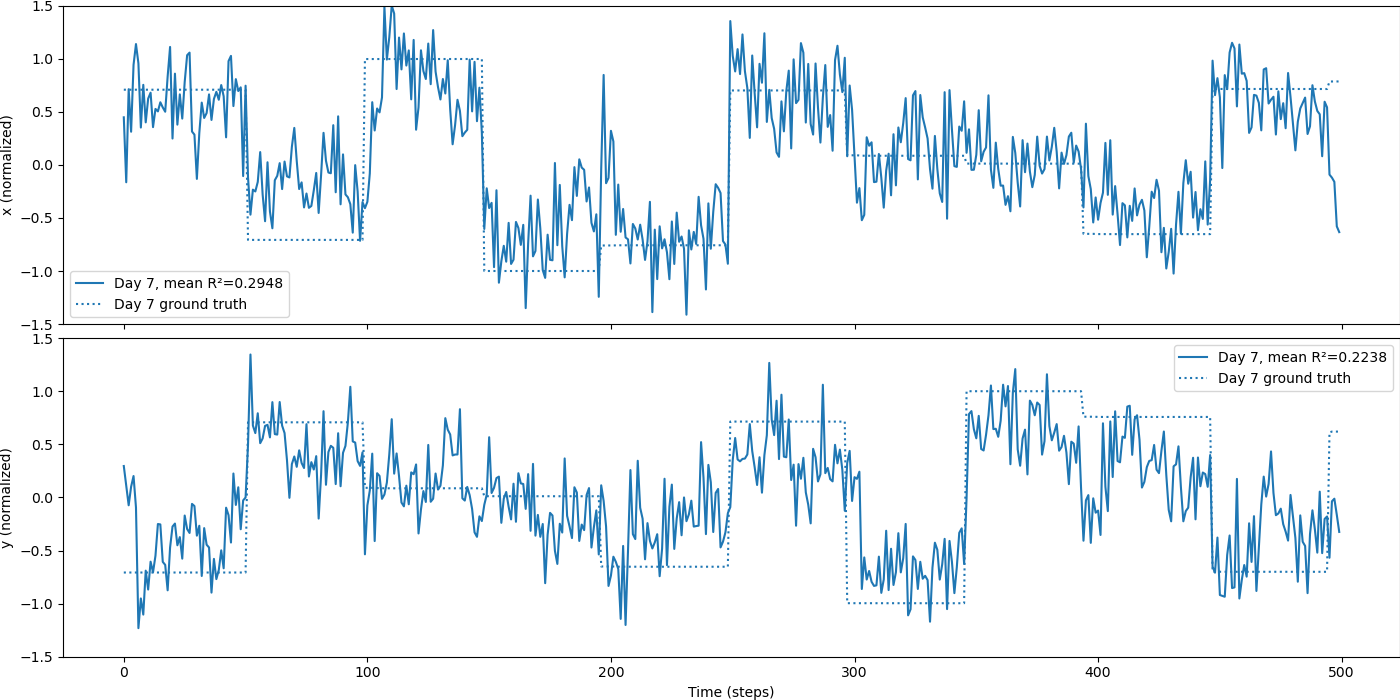 1.5
1.0
0.5
0.0
−0.5
−1.0
−1.5
x (normalized)
Day 7, mean R²=0.2948
Day 7 ground truth
1.5
1.0
0.5
0.0
−0.5
−1.0
−1.5
y (normalized)
Day 7, mean R²=0.2238
Day 7 ground truth
0 100 200 300 400 500
Time (steps)